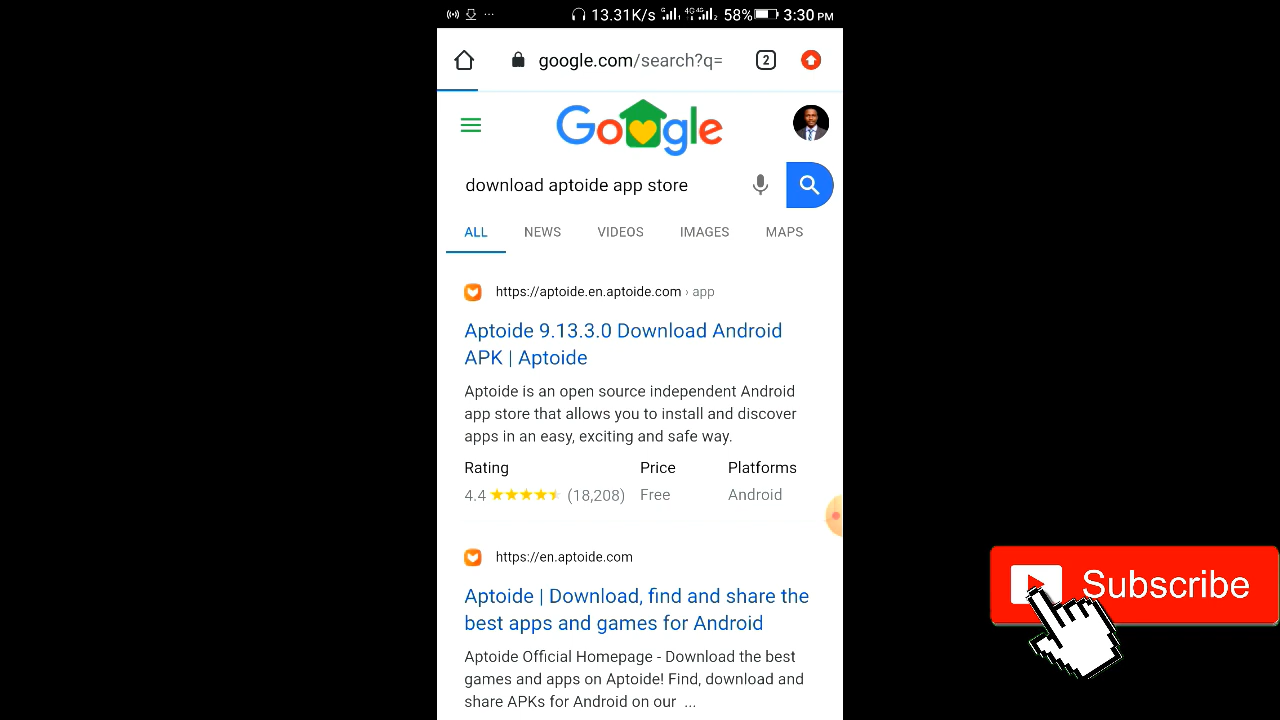 13.31K/s 4G 4G 58% 3:30 PM
google.com/search?q= 2
Google
download aptoide app store
ALL NEWS VIDEOS IMAGES MAPS
https://aptoide.en.aptoide.com › app
Aptoide 9.13.3.0 Download Android
APK | Aptoide
Aptoide is an open source independent Android
app store that allows you to install and discover
apps in an easy, exciting and safe way.
Rating Price Platforms
4.4 (18,208) Free Android
https://en.aptoide.com
Aptoide | Download, find and share the
best apps and games for Android
Aptoide Official Homepage - Download the best
games and apps on Aptoide! Find, download and
share APKs for Android on our ...
Subscribe